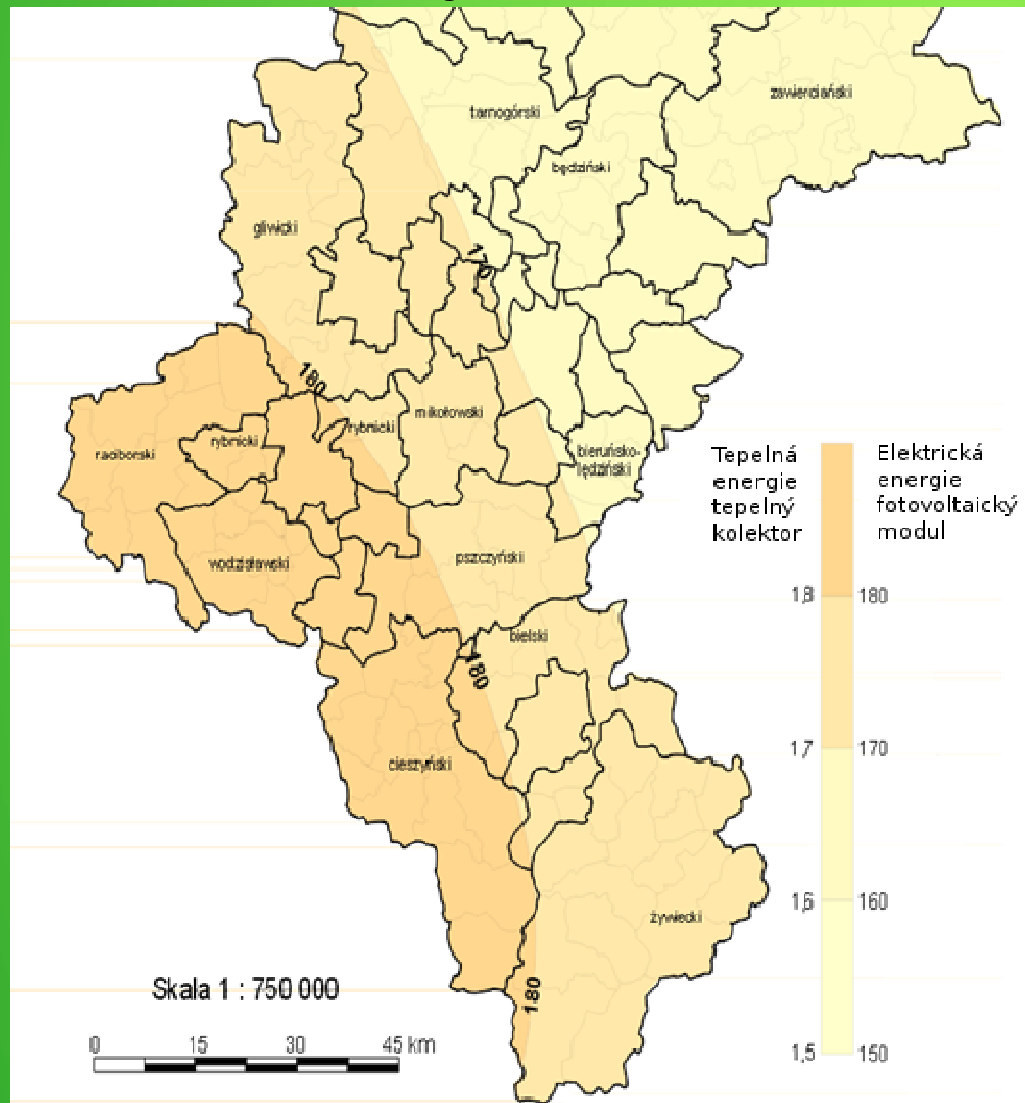 zawierciański
tarnogórski
będziński
gliwicki
170
180
mikołowski
rybnicki
rybnicki
raciborski
bieruńsko-
lędziński
Tepelná
energie
tepelný
kolektor
Elektrická
energie
fotovoltaický
modul
wodzisławski
pszczyński
1,8 180
bielski
180
1,7 170
cieszyński
1,6 160
żywiecki
Skala 1 : 750 000
180
0 15 30 45 km
1,5 150